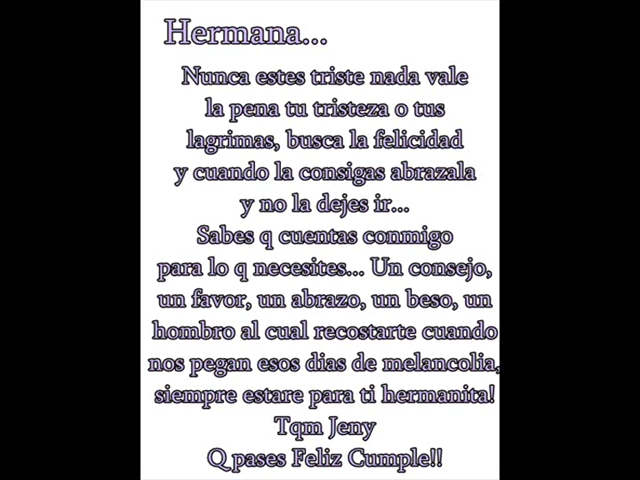 Hermana...
Nunca estes triste nada vale
la pena tu tristeza o tus
lagrimas, busca la felicidad
y cuando la consigas abrazala
y no la dejes ir...
Sabes q cuentas conmigo
para lo q necesites... Un consejo,
un favor, un abrazo, un beso, un
hombro al cual recostarte cuando
nos pegan esos dias de melancolia,
siempre estare para ti hermanita!
Tqm Jeny
Q pases Feliz Cumple!!